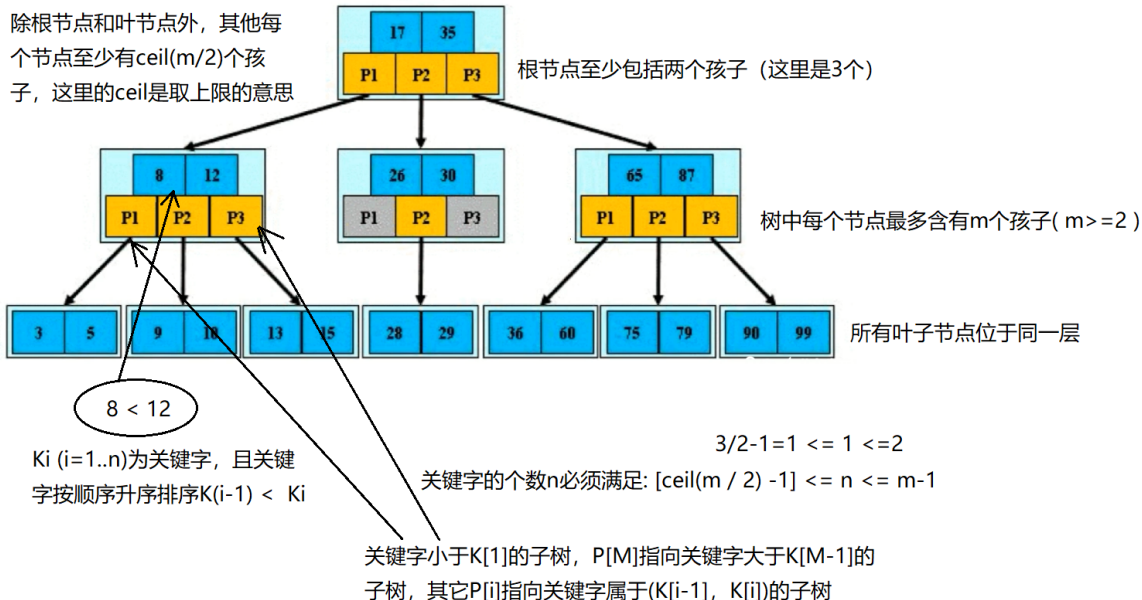 除根节点和叶节点外，其他每
个节点至少有ceil(m/2)个孩
子，这里的ceil是取上限的意思
17 35
P1 P2 P3
根节点至少包括两个孩子（这里是3个）
8 12
P1 P2 P3
26 30
P1 P2 P3
65 87
P1 P2 P3
树中每个节点最多含有m个孩子( m>=2 )
3 5
9 10
13 15
28 29
36 60
75 79
90 99
所有叶子节点位于同一层
8 < 12
Ki (i=1..n)为关键字，且关键
字按顺序升序排序K(i-1) < Ki
3/2-1=1 <= 1 <=2
关键字的个数n必须满足: [ceil(m / 2) -1] <= n <= m-1
关键字小于K[1]的子树，P[M]指向关键字大于K[M-1]的
子树，其它P[i]指向关键字属于(K[i-1]，K[i])的子树